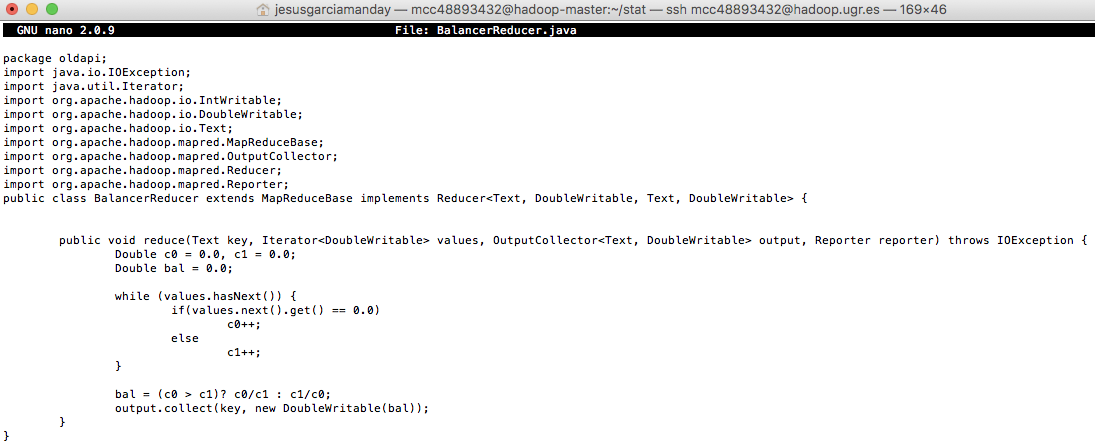 jesusgarciamanday — mcc48893432@hadoop-master:~/stat — ssh mcc48893432@hadoop.ugr.es — 169×46
GNU nano 2.0.9 File: BalancerReducer.java
package oldapi;
import java.io.IOException;
import java.util.Iterator;
import org.apache.hadoop.io.IntWritable;
import org.apache.hadoop.io.DoubleWritable;
import org.apache.hadoop.io.Text;
import org.apache.hadoop.mapred.MapReduceBase;
import org.apache.hadoop.mapred.OutputCollector;
import org.apache.hadoop.mapred.Reducer;
import org.apache.hadoop.mapred.Reporter;
public class BalancerReducer extends MapReduceBase implements Reducer<Text, DoubleWritable, Text, DoubleWritable> {
public void reduce(Text key, Iterator<DoubleWritable> values, OutputCollector<Text, DoubleWritable> output, Reporter reporter) throws IOException {
Double c0 = 0.0, c1 = 0.0;
Double bal = 0.0;
while (values.hasNext()) {
if(values.next().get() == 0.0)
c0++;
else
c1++;
}
bal = (c0 > c1)? c0/c1 : c1/c0;
output.collect(key, new DoubleWritable(bal));
}
}